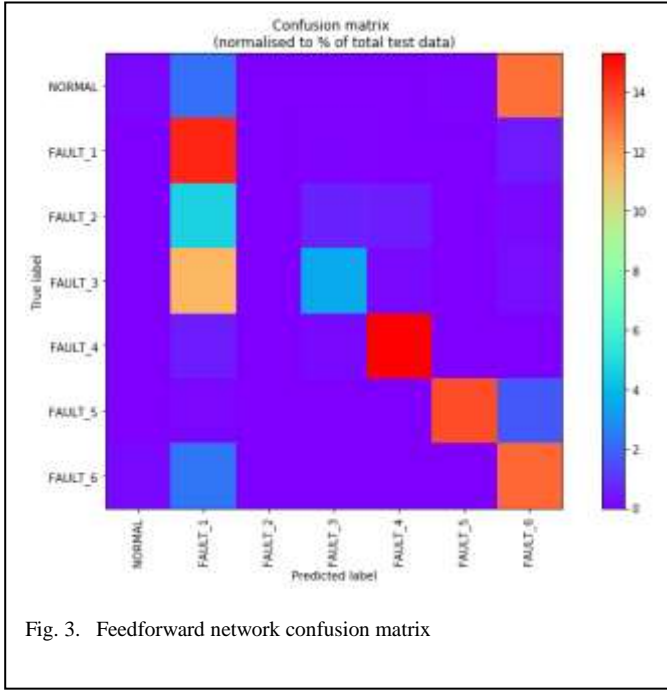 Confusion matrix
(normalised to % of total test data)
NORMAL
FAULT_1
FAULT_2
FAULT_3
FAULT_4
FAULT_5
FAULT_6
True label
NORMAL
FAULT_1
FAULT_2
FAULT_3
FAULT_4
FAULT_5
FAULT_6
Predicted label
14
12
10
8
6
4
2
0
Fig. 3. Feedforward network confusion matrix